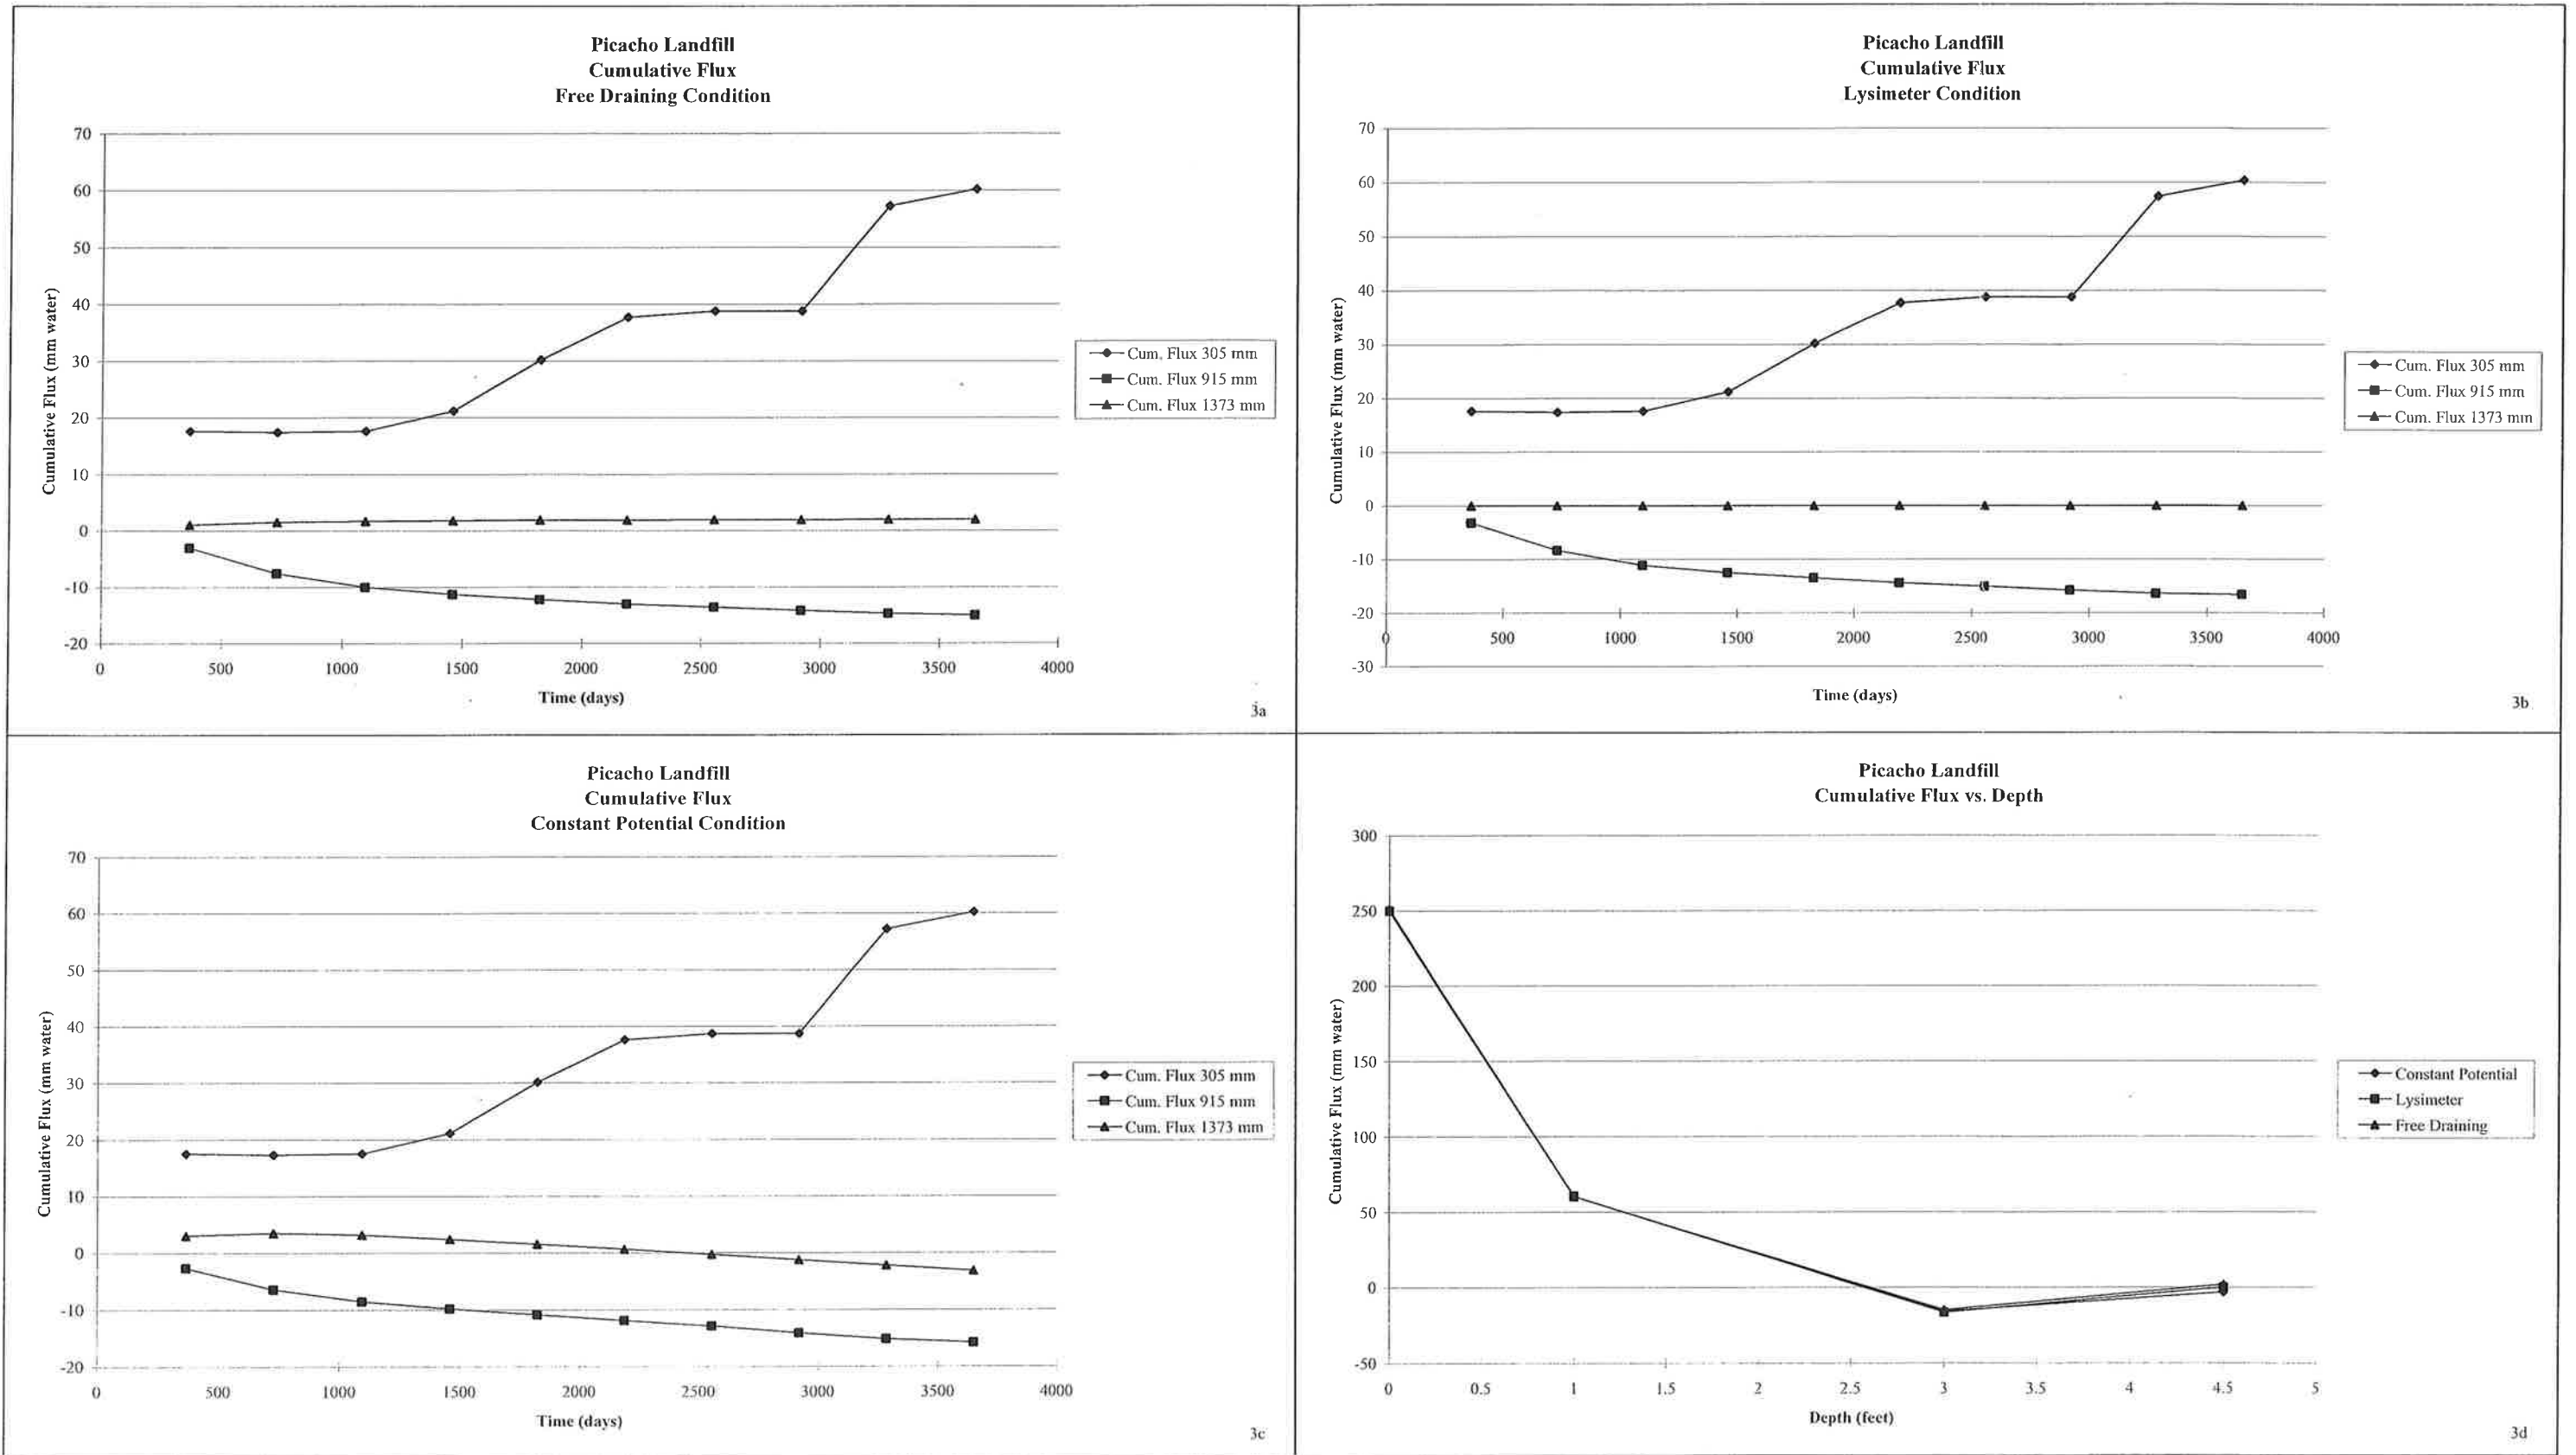 Picacho Landfill
Cumulative Flux
Free Draining Condition
70
60
50
40
30
20
10
0
-10
-20
0 500 1000 1500 2000 2500 3000 3500 4000
Cumulative Flux (mm water)
Time (days)
Cum. Flux 305 mm
Cum. Flux 915 mm
Cum. Flux 1373 mm
3a
Picacho Landfill
Cumulative Flux
Lysimeter Condition
70
60
50
40
30
20
10
0
-10
-20
0 500 1000 1500 2000 2500 3000 3500 4000
-30
Cumulative Flux (mm water)
Time (days)
Cum. Flux 305 mm
Cum. Flux 915 mm
Cum. Flux 1373 mm
3b
Picacho Landfill
Cumulative Flux
Constant Potential Condition
70
60
50
40
30
20
10
0
-10
-20
0 500 1000 1500 2000 2500 3000 3500 4000
Cumulative Flux (mm water)
Time (days)
Cum. Flux 305 mm
Cum. Flux 915 mm
Cum. Flux 1373 mm
3c
Picacho Landfill
Cumulative Flux vs. Depth
300
250
200
150
100
50
0
-50
0 0.5 1 1.5 2 2.5 3 3.5 4 4.5 5
Cumulative Flux (mm water)
Depth (feet)
Constant Potential
Lysimeter
Free Draining
3d